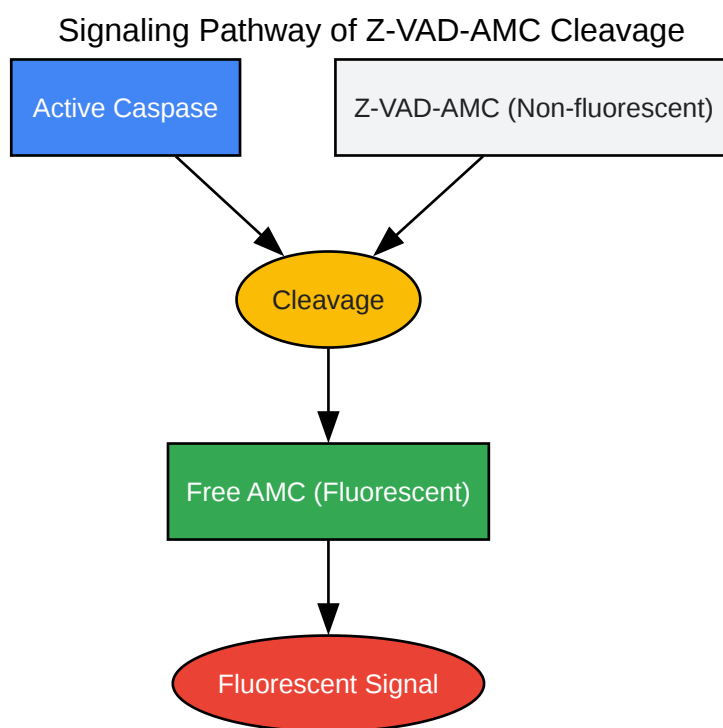 Signaling Pathway of Z-VAD-AMC Cleavage
Active Caspase
Z-VAD-AMC (Non-fluorescent)
Cleavage
Free AMC (Fluorescent)
Fluorescent Signal